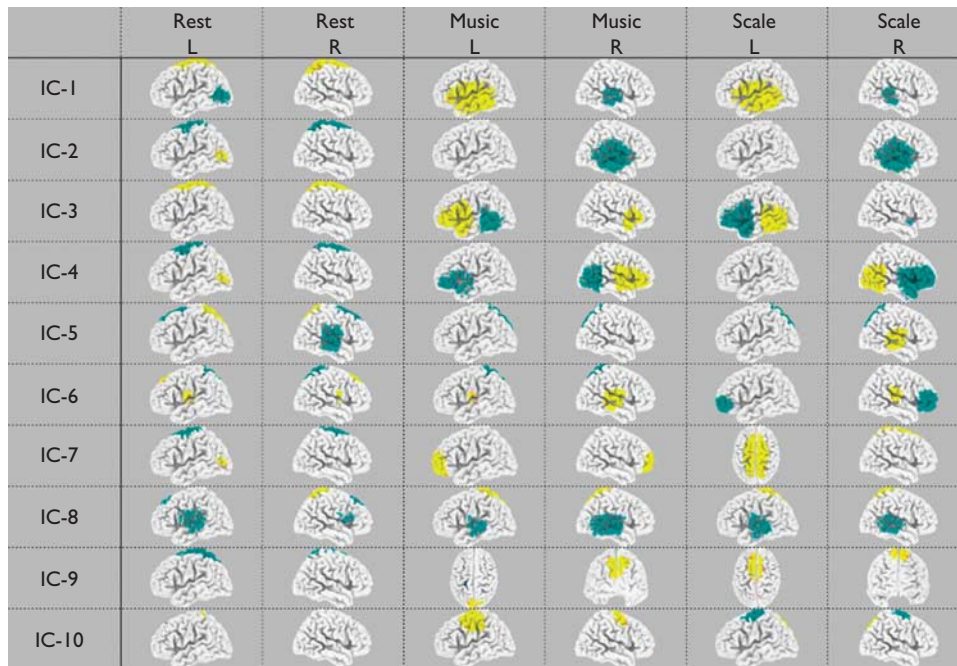 Rest Rest Music Music Scale Scale
L R L R L R
IC-1
IC-2
IC-3
IC-4
IC-5
IC-6
IC-7
IC-8
IC-9
IC-10